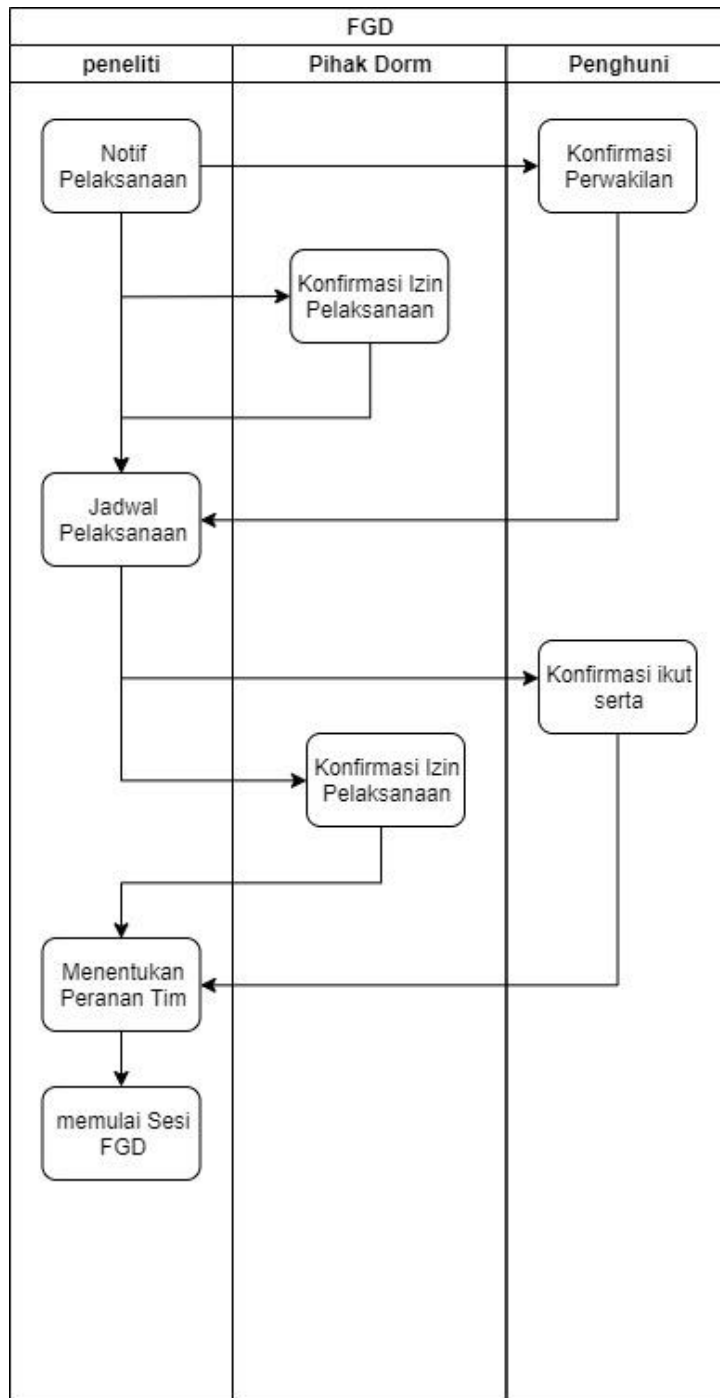 FGD
peneliti
Pihak Dorm
Penghuni
Notif
Pelaksanaan
Konfirmasi
Perwakilan
Konfirmasi Izin
Pelaksanaan
Jadwal
Pelaksanaan
Konfirmasi ikut
serta
Konfirmasi Izin
Pelaksanaan
Menentukan
Peranan Tim
memulai Sesi
FGD